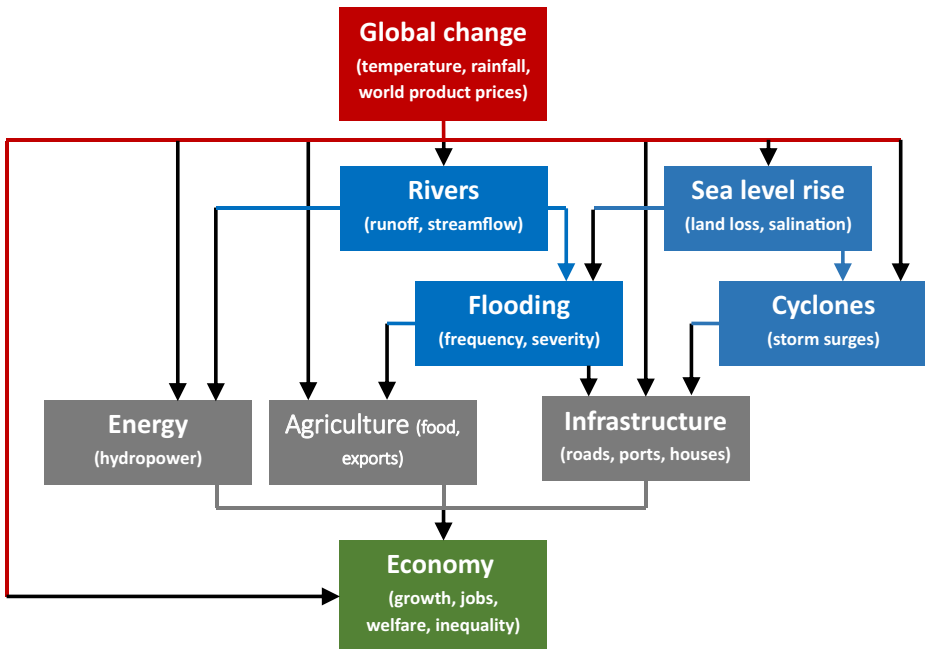 Global change
(temperature, rainfall,
world product prices)
Rivers
(runoff, streamflow)
Sea level rise
(land loss, salination)
Flooding
(frequency, severity)
Cyclones
(storm surges)
Energy
(hydropower)
Agriculture (food,
exports)
Infrastructure
(roads, ports, houses)
Economy
(growth, jobs,
welfare, inequality)